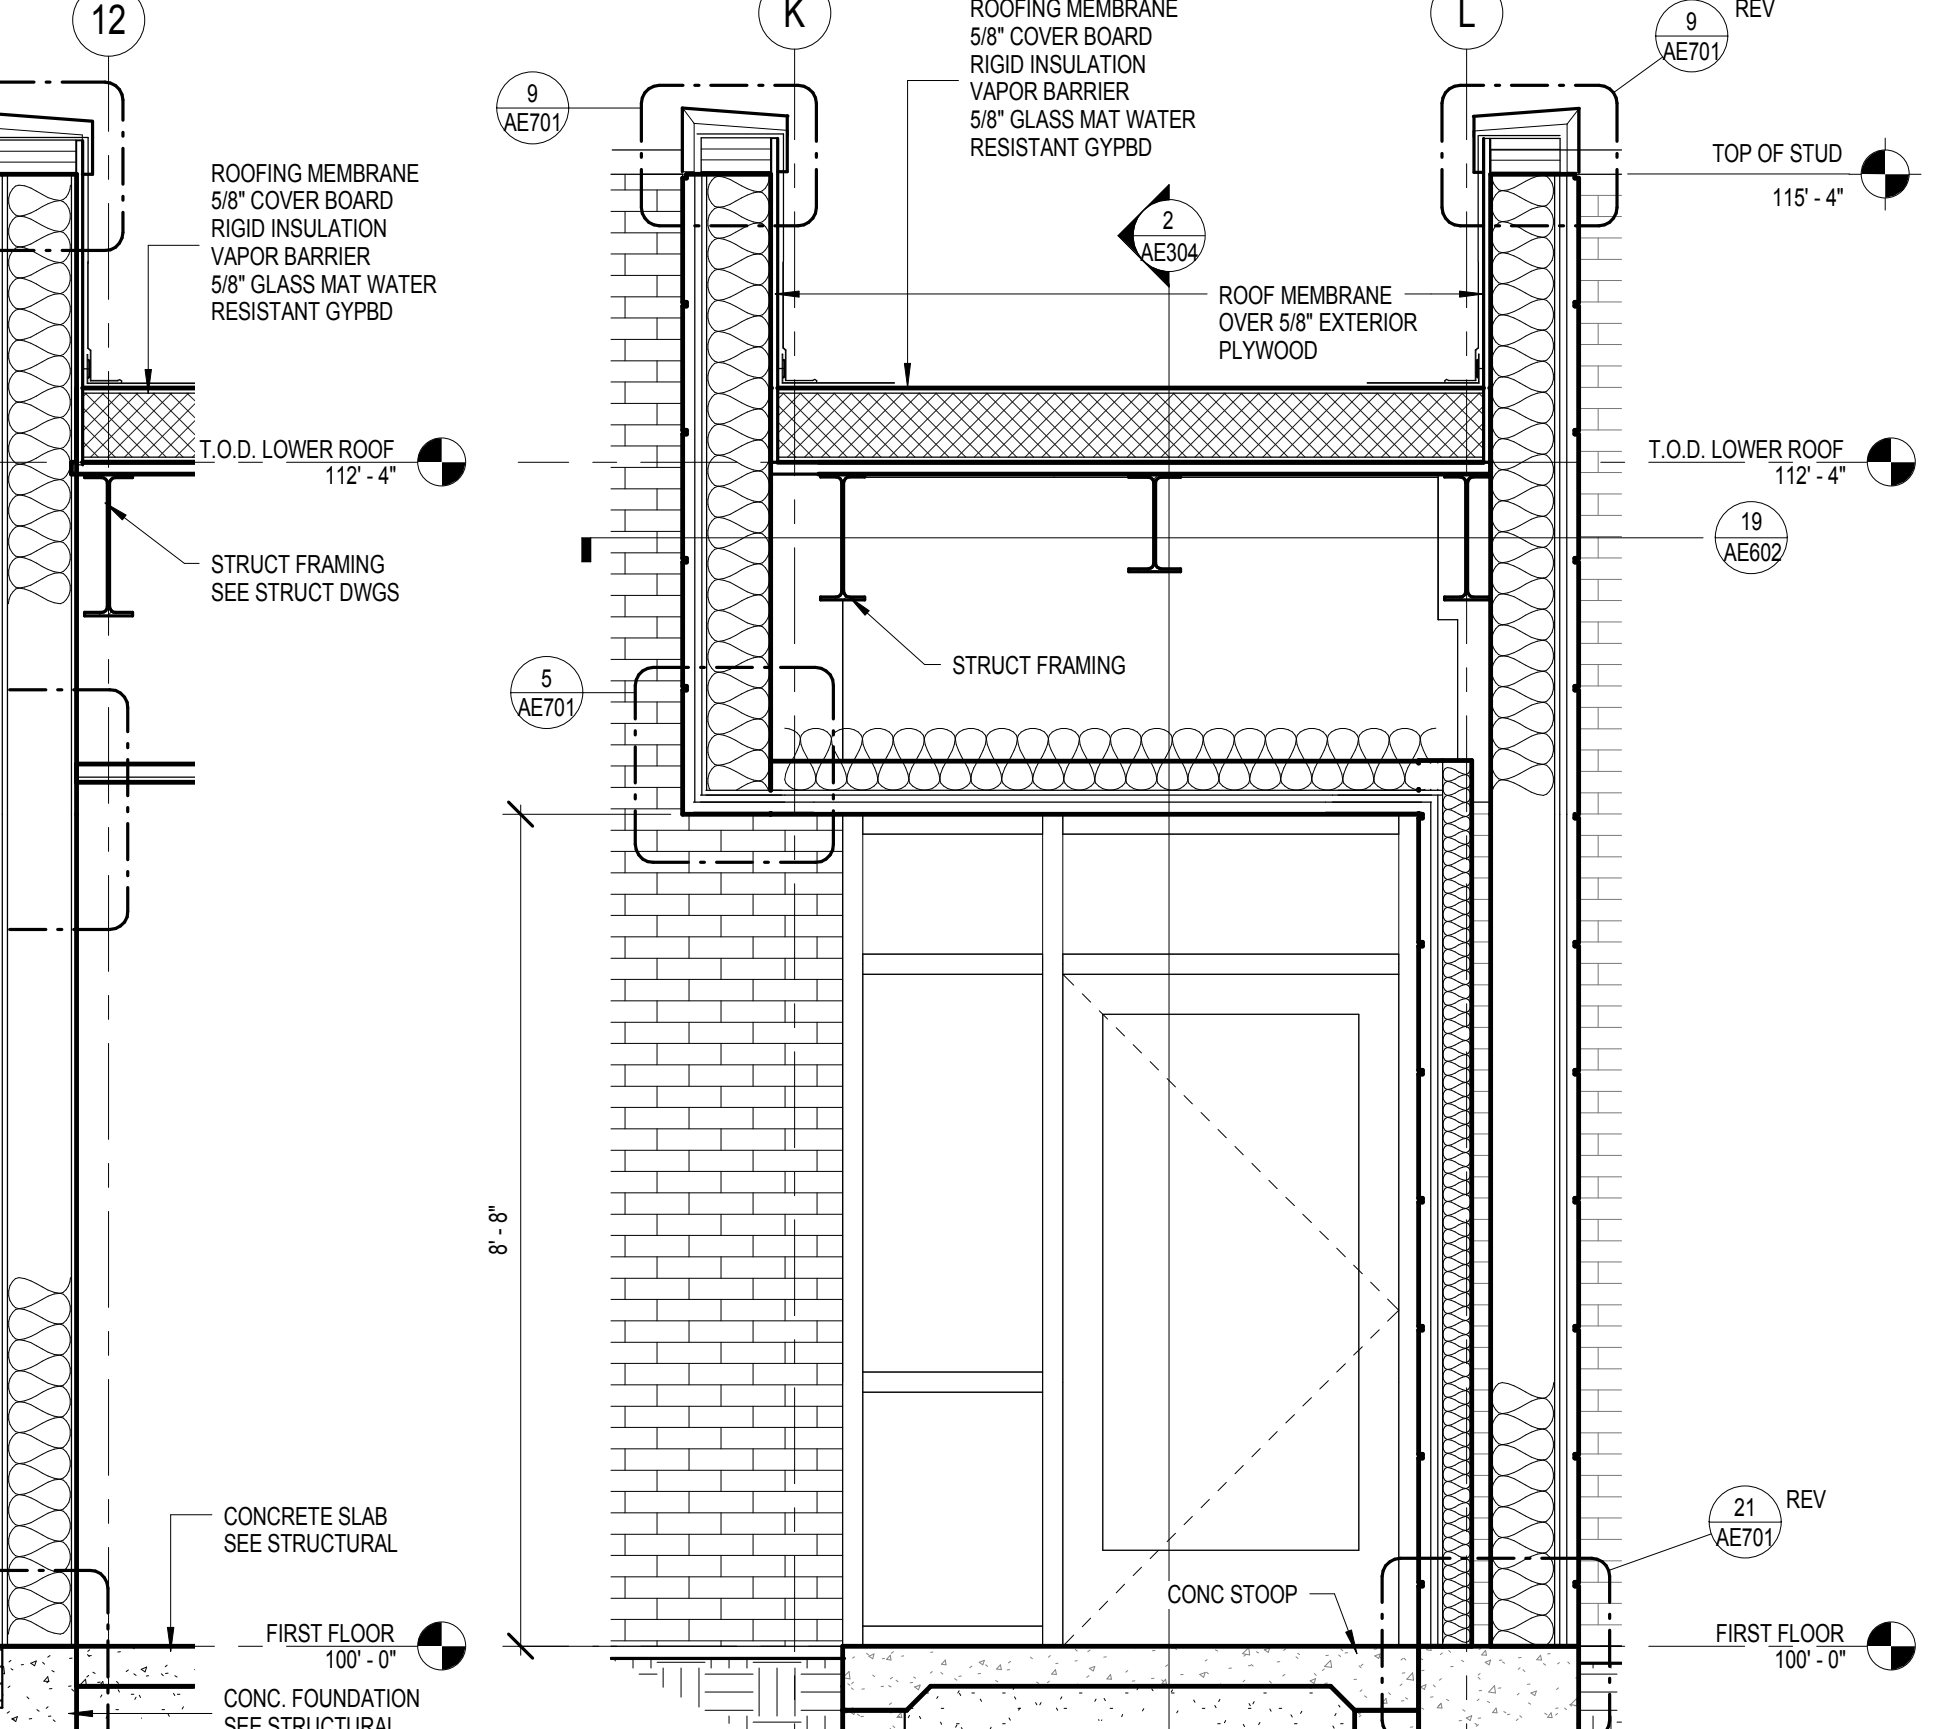 12
K
L
ROOFING MEMBRANE
5/8" COVER BOARD
RIGID INSULATION
VAPOR BARRIER
5/8" GLASS MAT WATER
RESISTANT GYPBD
9
AE701
REV
9
AE701
TOP OF STUD
115' - 4"
ROOFING MEMBRANE
5/8" COVER BOARD
RIGID INSULATION
VAPOR BARRIER
5/8" GLASS MAT WATER
RESISTANT GYPBD
2
AE304
ROOF MEMBRANE
OVER 5/8" EXTERIOR
PLYWOOD
T.O.D. LOWER ROOF
112' - 4"
T.O.D. LOWER ROOF
112' - 4"
19
AE602
STRUCT FRAMING
SEE STRUCT DWGS
STRUCT FRAMING
5
AE701
8' - 8"
CONCRETE SLAB
SEE STRUCTURAL
21
AE701
REV
CONC STOOP
FIRST FLOOR
100' - 0"
FIRST FLOOR
100' - 0"
CONC. FOUNDATION
SEE STRUCTURAL